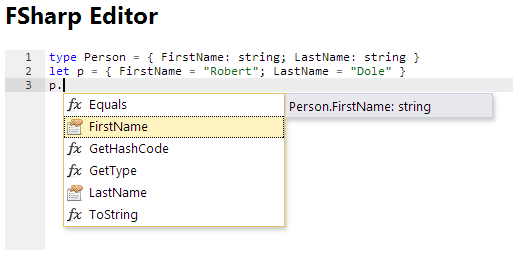 FSharp Editor
1 type Person = { FirstName: string; LastName: string }
2 let p = { FirstName = "Robert"; LastName = "Dole" }
3 p.
fx Equals
FirstName Person.FirstName: string
fx GetHashCode
fx GetType
LastName
fx ToString